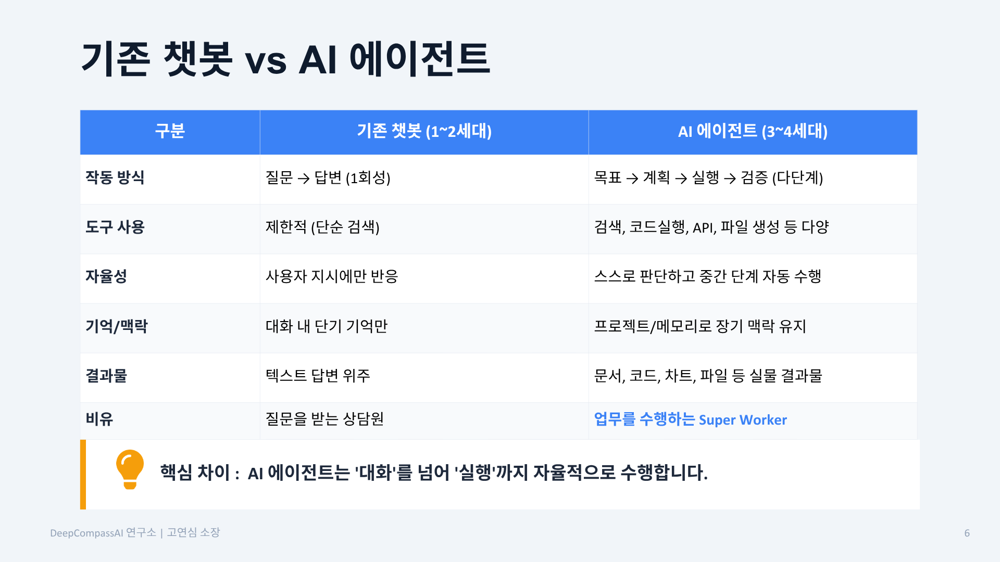 기존 챗봇 vs AI 에이전트
구분 기존 챗봇 (1~2세대) AI 에이전트 (3~4세대)
작동 방식 질문 → 답변 (1회성) 목표 → 계획 → 실행 → 검증 (다단계)
도구 사용 제한적 (단순 검색) 검색, 코드실행, API, 파일 생성 등 다양
자율성 사용자 지시에만 반응 스스로 판단하고 중간 단계 자동 수행
기억/맥락 대화 내 단기 기억만 프로젝트/메모리로 장기 맥락 유지
결과물 텍스트 답변 위주 문서, 코드, 차트, 파일 등 실물 결과물
비유 질문을 받는 상담원 업무를 수행하는 Super Worker
핵심 차이 : AI 에이전트는 '대화'를 넘어 '실행'까지 자율적으로 수행합니다.
DeepCompassAI 연구소 | 고연심 소장 6